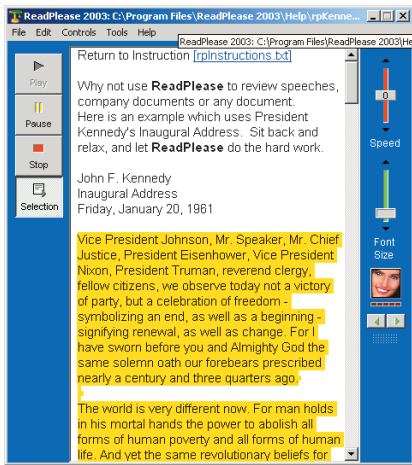 ReadPlease 2003: C:\Program Files\ReadPlease 2003\Help\rpKenne...
File Edit Controls Tools Help
ReadPlease 2003: C:\Program Files\ReadPlease 2003\He
Play
Pause
Stop
Selection
Return to Instruction [rpInstructions.txt]
Why not use ReadPlease to review speeches,
company documents or any document.
Here is an example which uses President
Kennedy's Inaugural Address. Sit back and
relax, and let ReadPlease do the hard work.
John F. Kennedy
Inaugural Address
Friday, January 20, 1961
Vice President Johnson, Mr. Speaker, Mr. Chief
Justice, President Eisenhower, Vice President
Nixon, President Truman, reverend clergy,
fellow citizens, we observe today not a victory
of party, but a celebration of freedom -
symbolizing an end, as well as a beginning -
signifying renewal, as well as change. For I
have sworn before you and Almighty God the
same solemn oath our forebears prescribed
nearly a century and three quarters ago.
The world is very different now. For man holds
in his mortal hands the power to abolish all
forms of human poverty and all forms of human
life. And yet the same revolutionary beliefs for
0
Speed
Font
Size